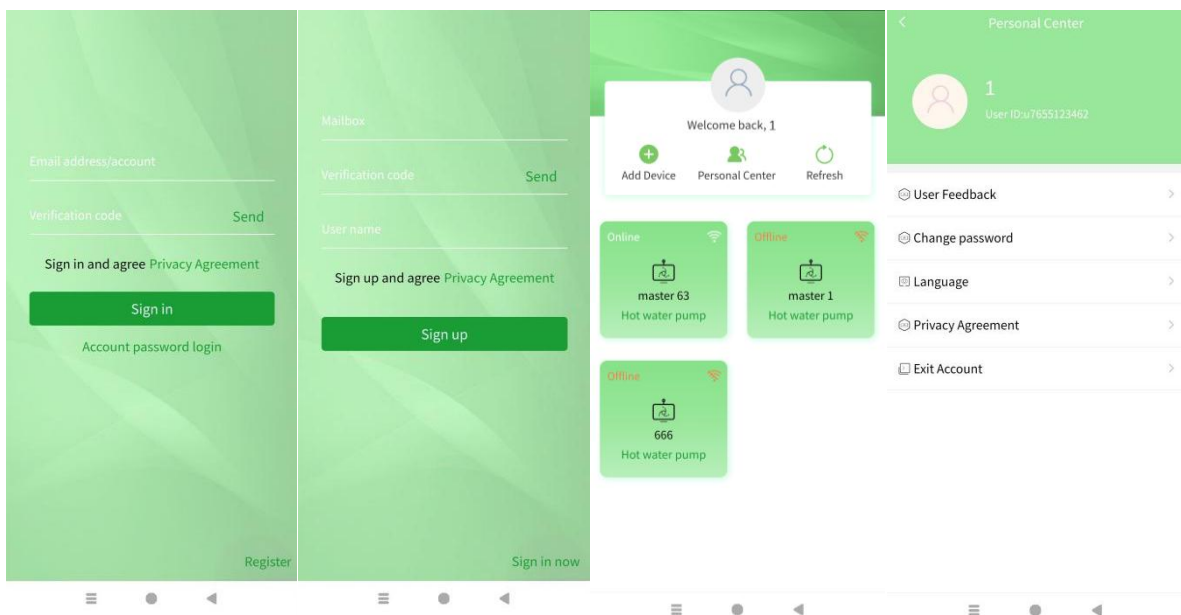 Email address/account
Verification code
Send
Sign in and agree Privacy Agreement
Sign in
Account password login
Register
Mailbox
Verification code
Send
User name
Sign up and agree Privacy Agreement
Sign up
Sign in now
Welcome back, 1
Add Device
Personal Center
Refresh
Online
master 63
Hot water pump
Offline
master 1
Hot water pump
Offline
666
Hot water pump
Personal Center
1
User ID:u7655123462
User Feedback
Change password
Language
Privacy Agreement
Exit Account